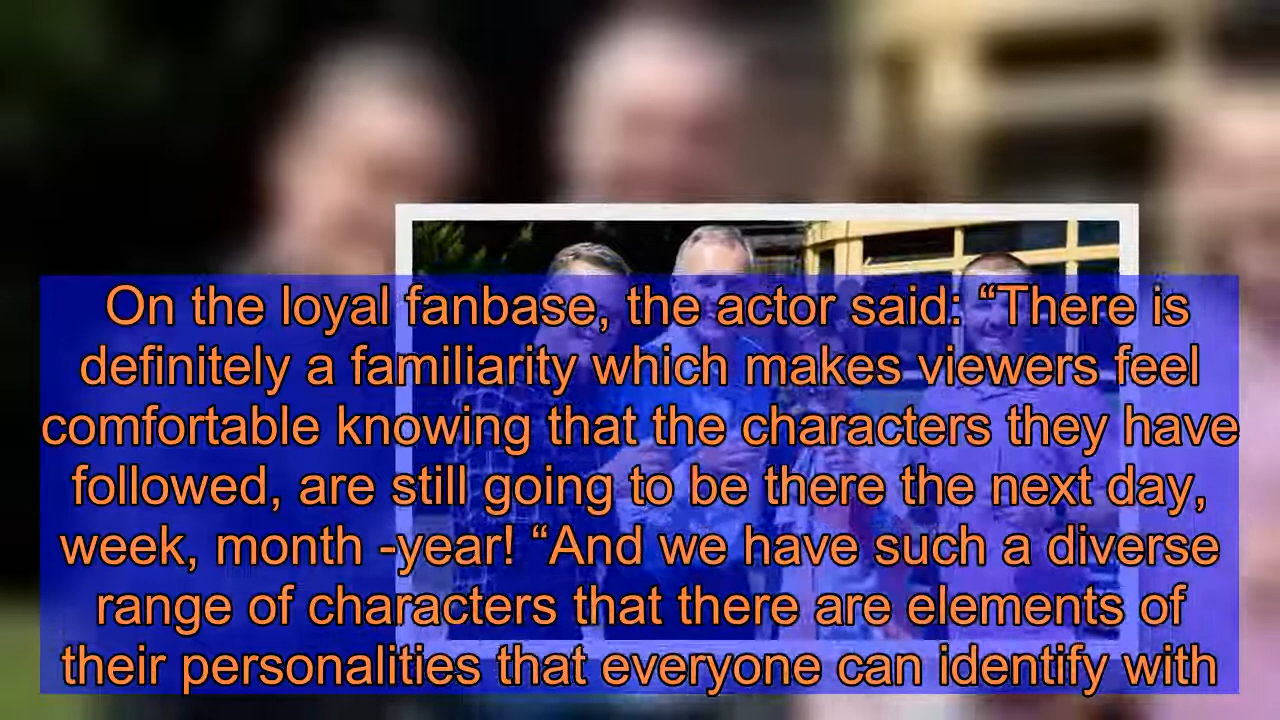 On the loyal fanbase, the actor said: “There is
definitely a familiarity which makes viewers feel
comfortable knowing that the characters they have
followed, are still going to be there the next day,
week, month -year! “And we have such a diverse
range of characters that there are elements of
their personalities that everyone can identify with